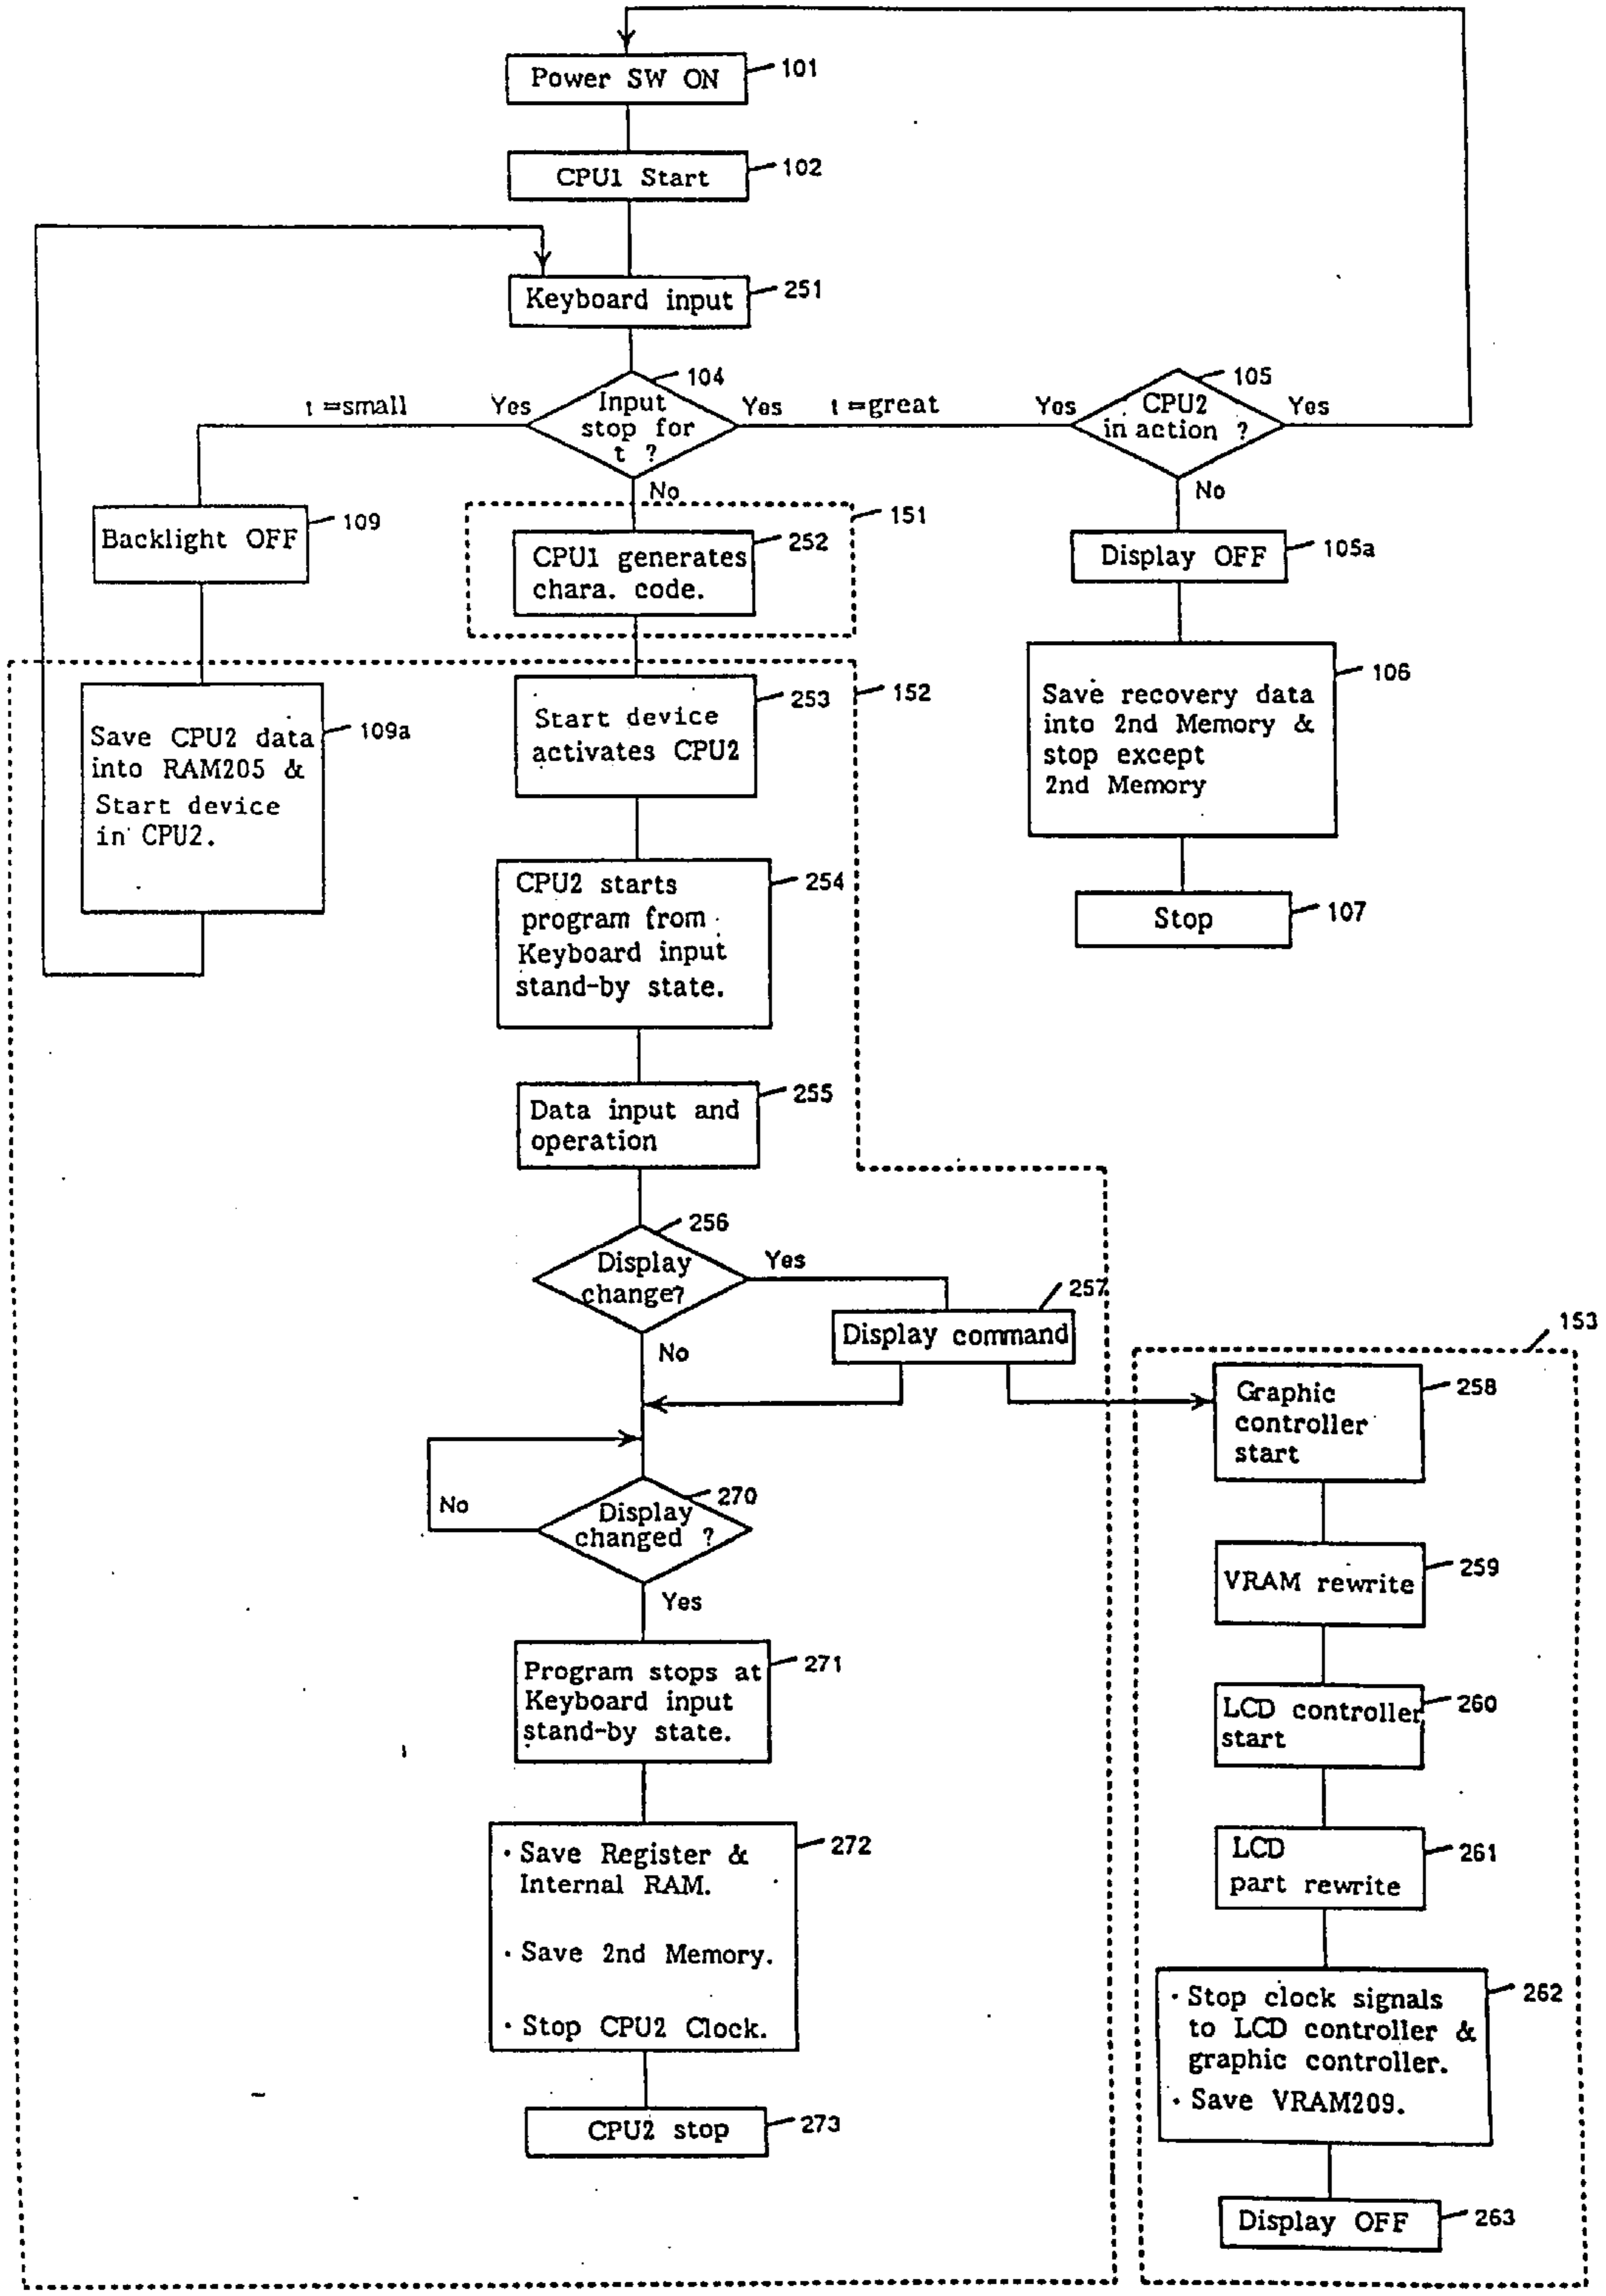 Power SW ON
101
CPU1 Start
102
Keyboard input
251
104
Input
stop for
t ?
Yes
t =small
Yes
t =great
No
105
CPU2
in action ?
Yes
Yes
No
Backlight OFF
109
151
CPU1 generates
chara. code.
252
Display OFF
105a
152
Save CPU2 data
into RAM205 &
Start device
in CPU2.
109a
Start device
activates CPU2
253
Save recovery data
into 2nd Memory &
stop except
2nd Memory
106
CPU2 starts
program from
Keyboard input
stand-by state.
254
Stop
107
Data input and
operation
255
256
Display
change?
Yes
No
257
Display command
153
Graphic
controller
start
258
270
Display
changed ?
No
Yes
VRAM rewrite
259
Program stops at
Keyboard input
stand-by state.
271
LCD controller
start
260
· Save Register &
Internal RAM.
· Save 2nd Memory.
· Stop CPU2 Clock.
272
LCD
part rewrite
261
· Stop clock signals
to LCD controller &
graphic controller.
· Save VRAM209.
262
CPU2 stop
273
Display OFF
263